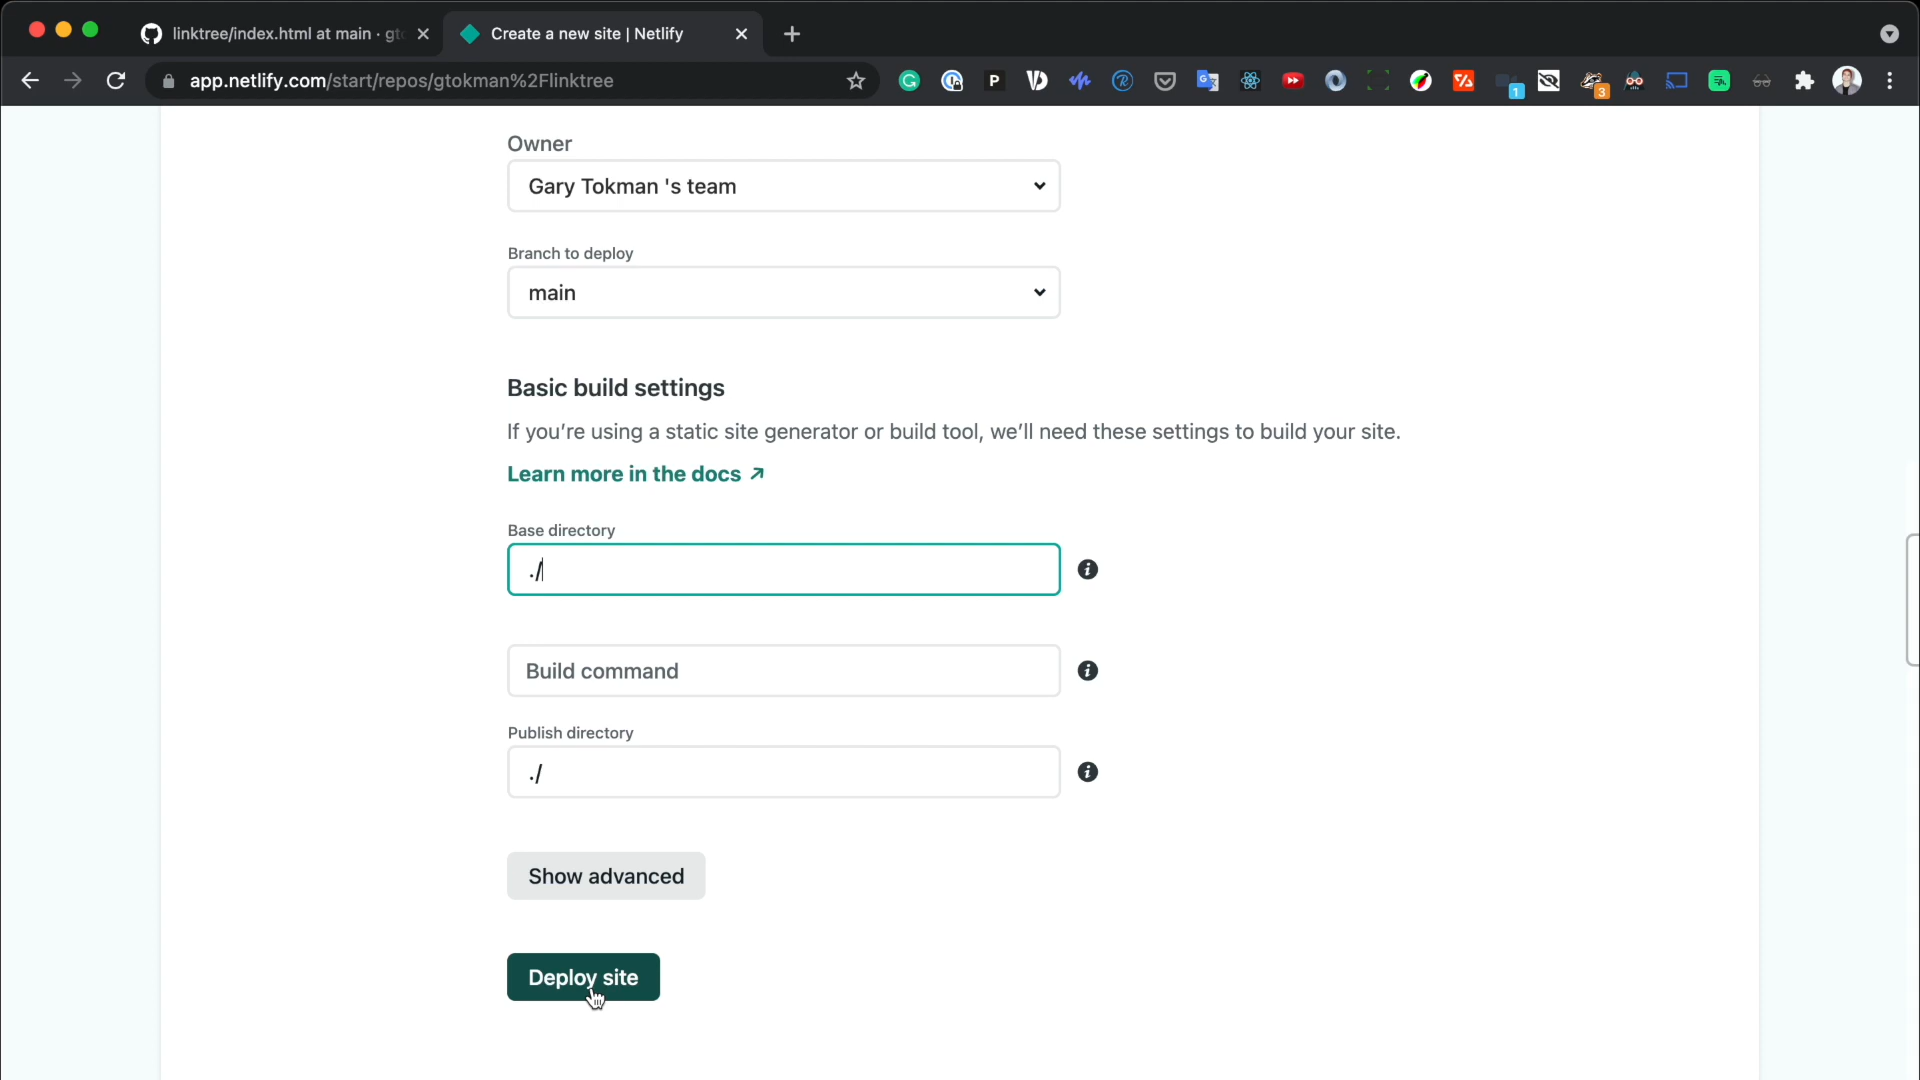 linktree/index.html at main · gt
Create a new site | Netlify
app.netlify.com/start/repos/gtokman%2Flinktree
P
1
3
Owner
Gary Tokman 's team
Branch to deploy
main
Basic build settings
If you're using a static site generator or build tool, we'll need these settings to build your site.
Learn more in the docs
Base directory
./
Build command
Publish directory
./
Show advanced
Deploy site